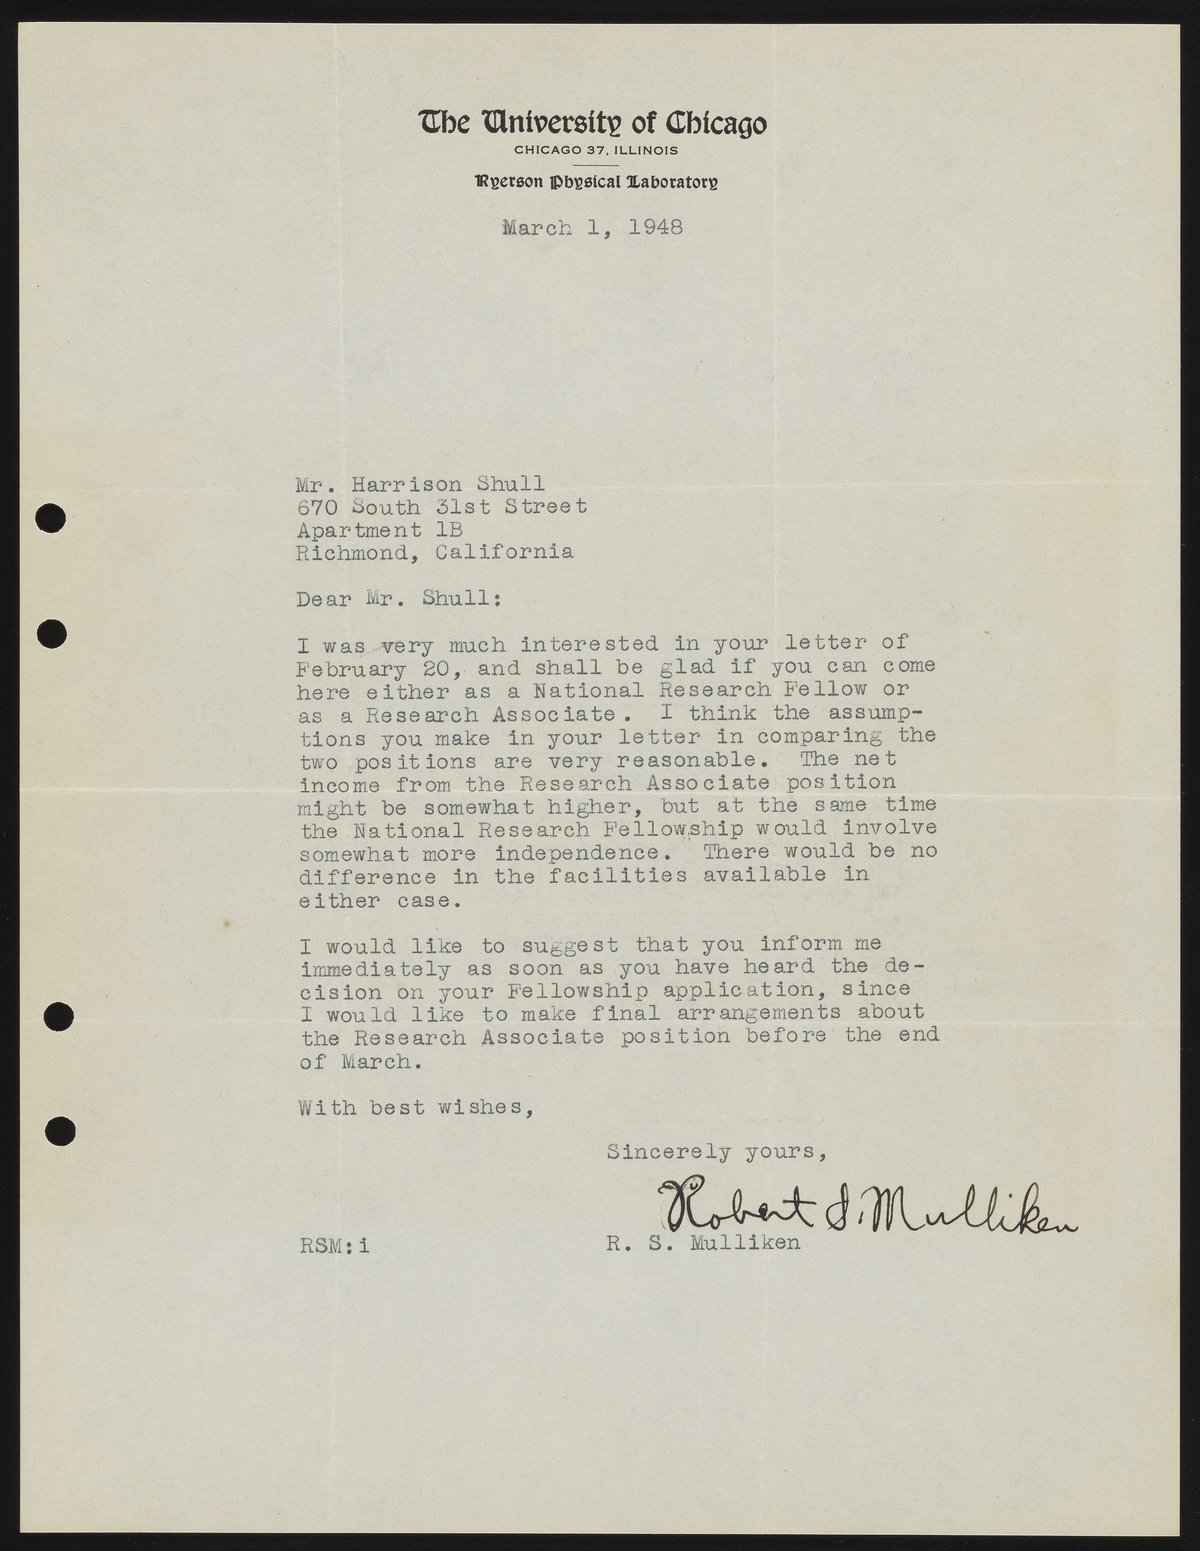 The University of Chicago
CHICAGO 37, ILLINOIS
Ryerson Physical Laboratory
March 1, 1948
Mr. Harrison Shull
670 South 31st Street
Apartment 1B
Richmond, California
Dear Mr. Shull:
I was very much interested in your letter of
February 20, and shall be glad if you can come
here either as a National Research Fellow or
as a Research Associate. I think the assump-
tions you make in your letter in comparing the
two positions are very reasonable. The net
income from the Research Associate position
might be somewhat higher, but at the same time
the National Research Fellowship would involve
somewhat more independence. There would be no
difference in the facilities available in
either case.
I would like to suggest that you inform me
immediately as soon as you have heard the de-
cision on your Fellowship application, since
I would like to make final arrangements about
the Research Associate position before the end
of March.
With best wishes,
Sincerely yours,
Robert S. Mulliken
RSM:i R. S. Mulliken